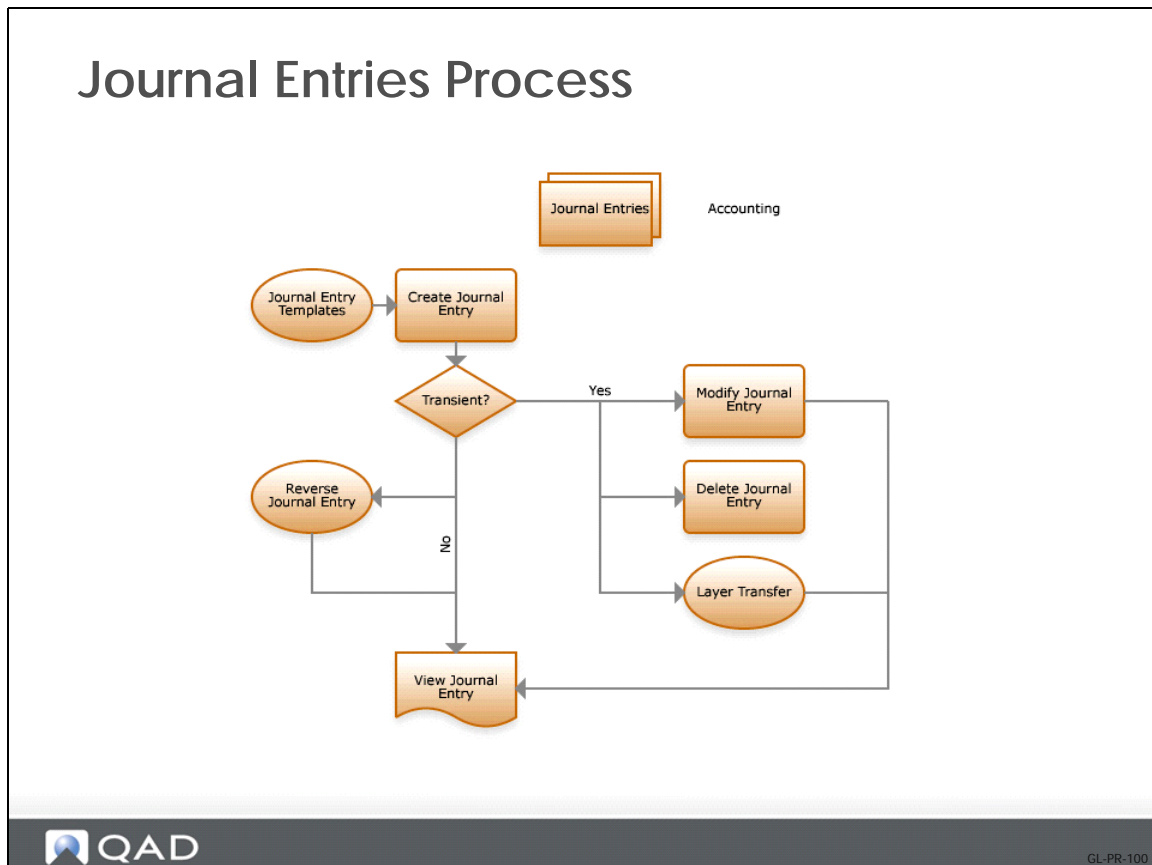 Journal Entries Process
Journal Entries
Accounting
Journal Entry
Templates
Create Journal
Entry
Transient?
Yes
Modify Journal
Entry
Reverse
Journal Entry
Delete Journal
Entry
No
Layer Transfer
View Journal
Entry
QAD
GL-PR-100